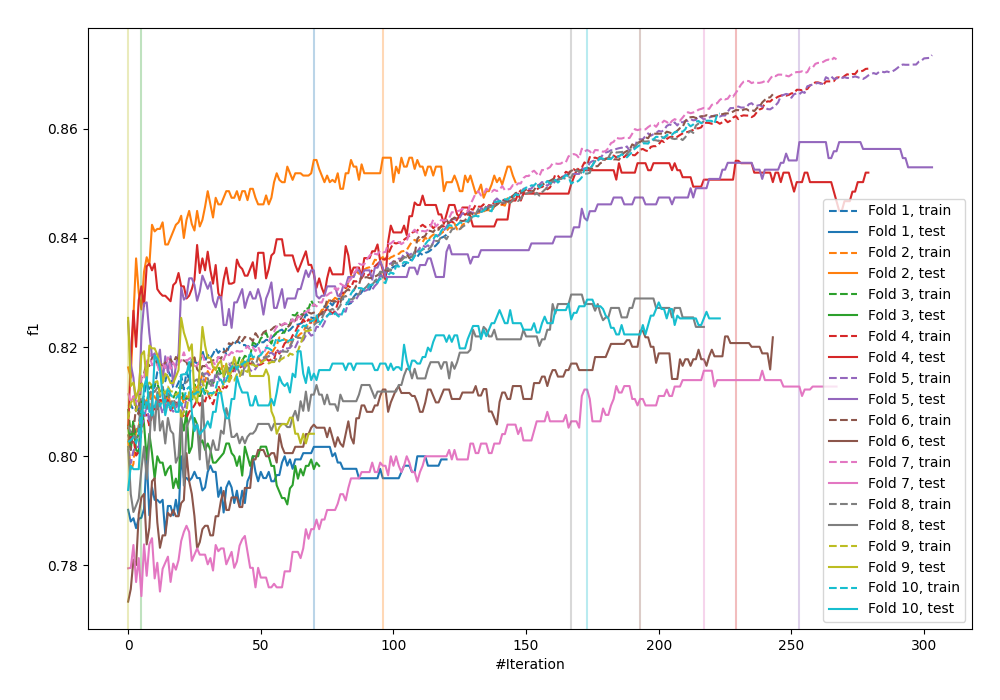 0.86
0.84
0.82
0.80
0.78
f1
0
50
100
150
200
250
300
#Iteration
Fold 1, train
Fold 1, test
Fold 2, train
Fold 2, test
Fold 3, train
Fold 3, test
Fold 4, train
Fold 4, test
Fold 5, train
Fold 5, test
Fold 6, train
Fold 6, test
Fold 7, train
Fold 7, test
Fold 8, train
Fold 8, test
Fold 9, train
Fold 9, test
Fold 10, train
Fold 10, test